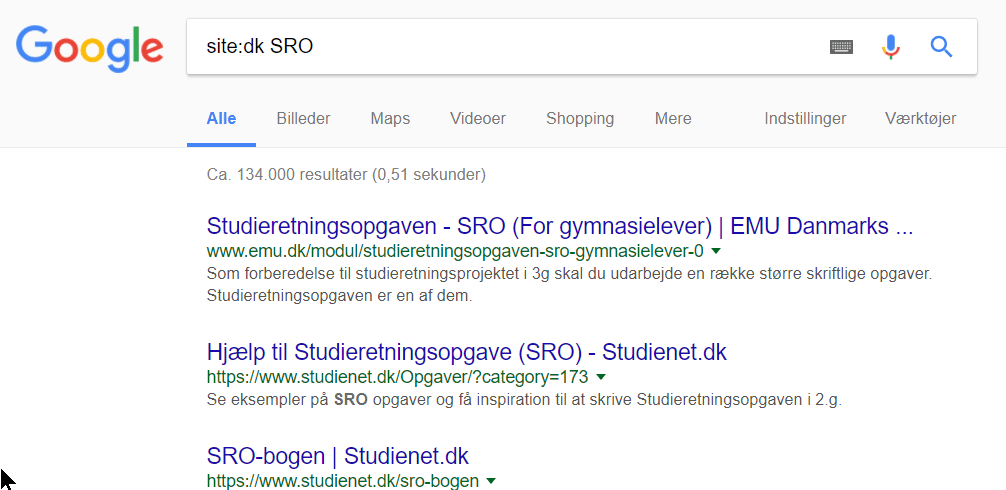 Google
site:dk SRO
Alle Billeder Maps Videoer Shopping Mere Indstillinger Værktøjer
Ca. 134.000 resultater (0,51 sekunder)
Studieretningsopgaven - SRO (For gymnasielever) | EMU Danmarks ...
www.emu.dk/modul/studieretningsopgaven-sro-gymnasielever-0
Som forberedelse til studieretningsprojektet i 3g skal du udarbejde en række større skriftlige opgaver.
Studieretningsopgaven er en af dem.
Hjælp til Studieretningsopgave (SRO) - Studienet.dk
https://www.studienet.dk/Opgaver/?category=173
Se eksempler på SRO opgaver og få inspiration til at skrive Studieretningsopgaven i 2.g.
SRO-bogen | Studienet.dk
https://www.studienet.dk/sro-bogen